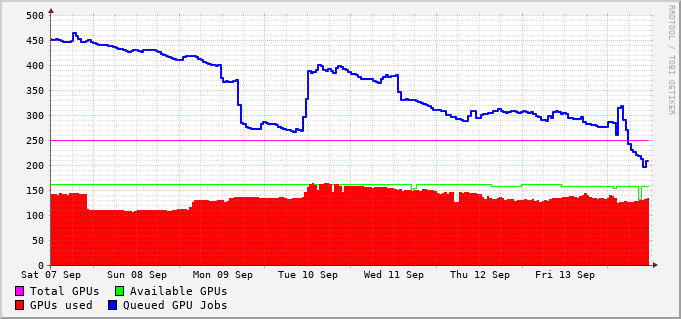 500
450
400
350
300
250
200
150
100
50
0
Sat 07 Sep Sun 08 Sep Mon 09 Sep Tue 10 Sep Wed 11 Sep Thu 12 Sep Fri 13 Sep
Total GPUs Available GPUs
GPUs used Queued GPU Jobs
RRDTOOL / TOBI OETIKER